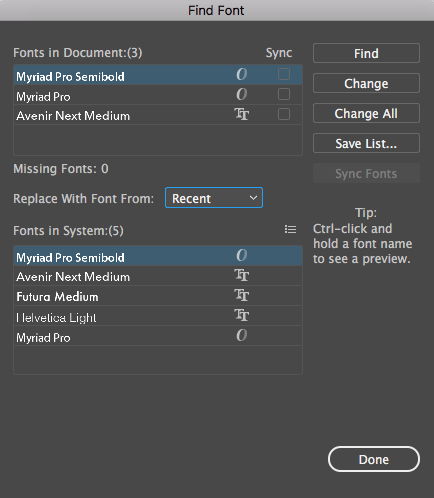 Find Font
Fonts in Document:(3) Sync
Myriad Pro Semibold
Myriad Pro
Avenir Next Medium
Missing Fonts: 0
Replace With Font From: Recent
Fonts in System:(5)
Myriad Pro Semibold
Avenir Next Medium
Futura Medium
Helvetica Light
Myriad Pro
Find
Change
Change All
Save List...
Sync Fonts
Tip:
Ctrl-click and
hold a font name
to see a preview.
Done